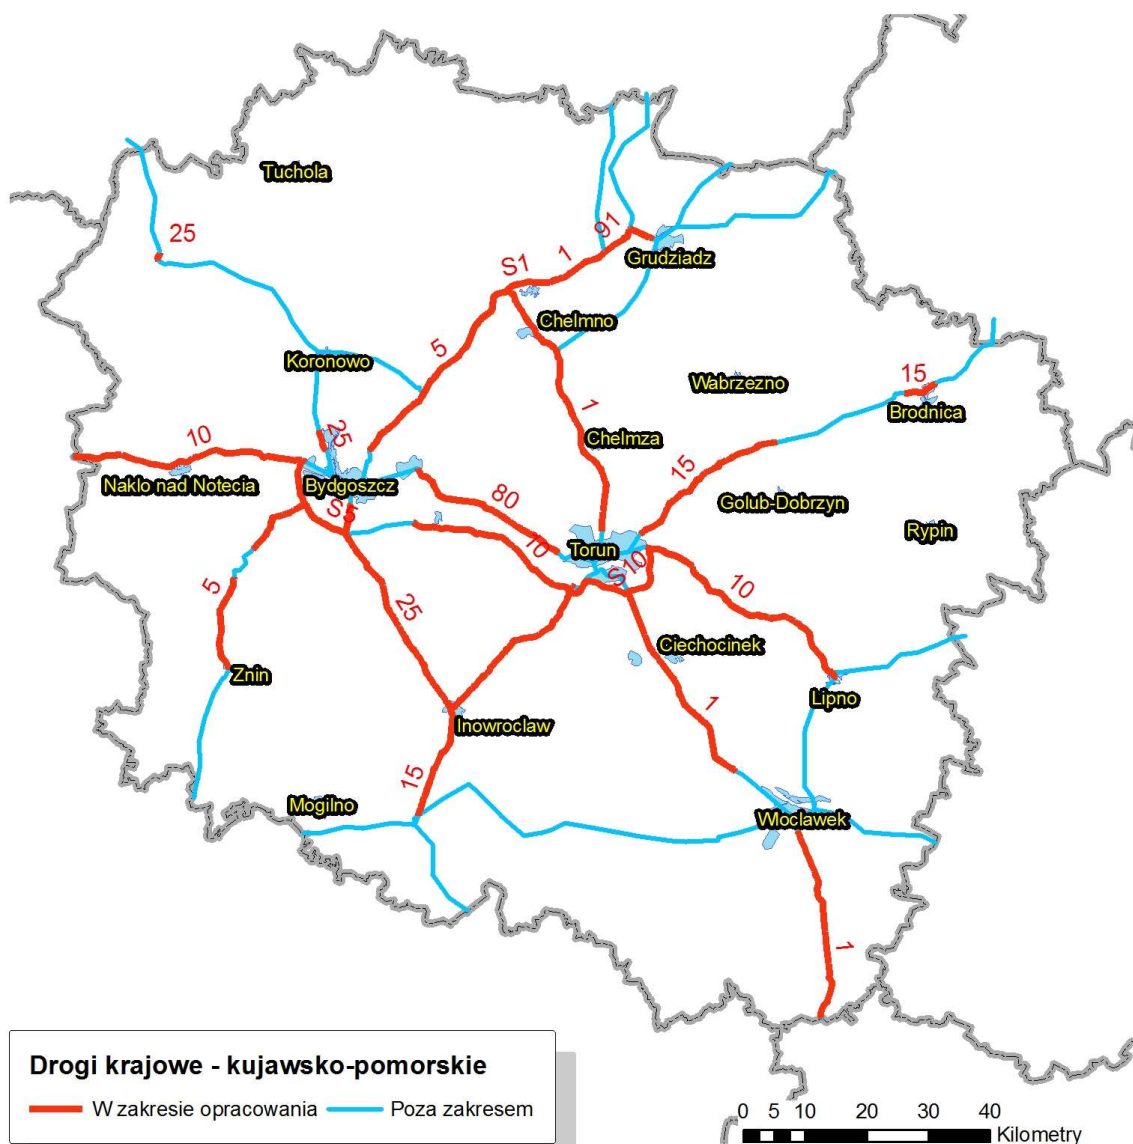 Tuchola
25
91
Grudziadz
S1
1
Chelmno
5
Koronowo
Wabrzezno
15
Brodnica
1
25
Chelmza
10
15
Naklo nad Notecia
Bydgoszcz
80
Golub-Dobrzyn
S5
Rypin
10
Torun
S10
10
5
25
Ciechocinek
Znin
1
Lipno
Inowroclaw
15
Mogilno
Wloclawek
1
Drogi krajowe - kujawsko-pomorskie
W zakresie opracowania
Poza zakresem
0 5 10 20 30 40
Kilometry